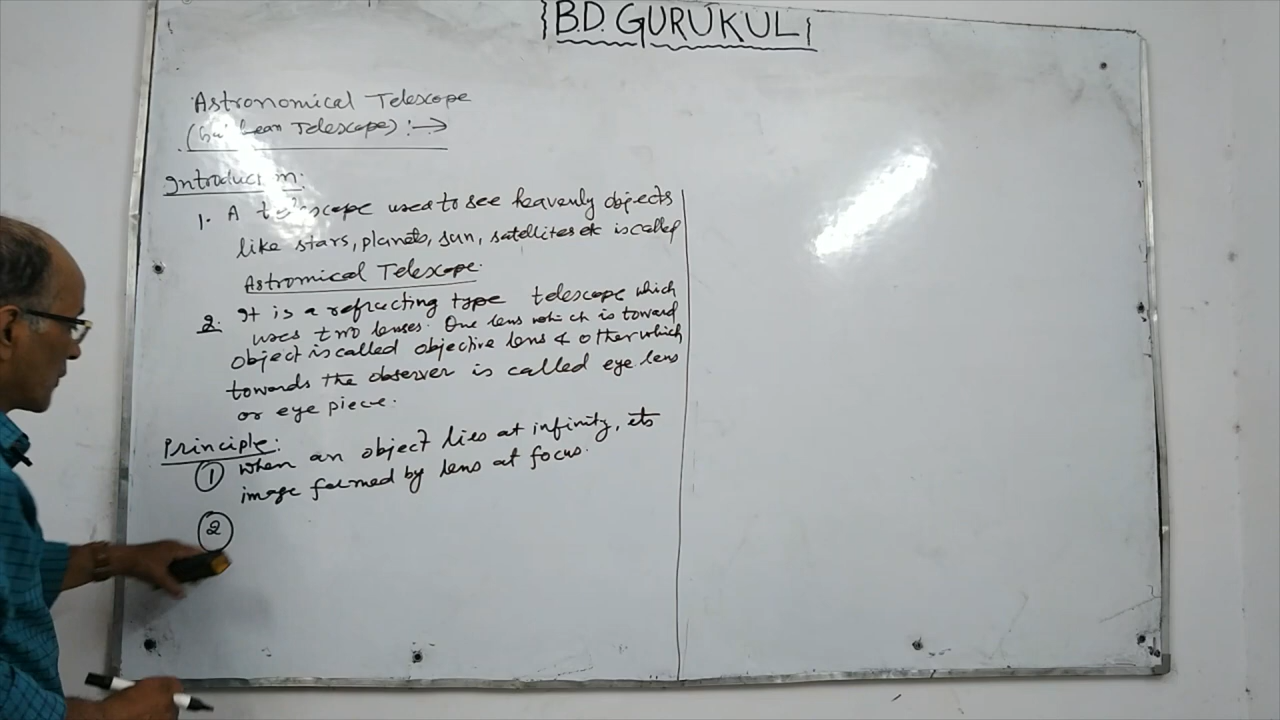 B.D. GURUKUL
Astronomical Telescope
Telescope) :→
Introduction:
1. A telescope used to see heavenly objects
like stars, planets, sun, satellites etc is called
Astromical Telescope.
2. It is a refracting type telescope which
uses two lenses. One lens which is toward
object is called objective lens & other which
towards the observer is called eye lens
or eye piece.
Principle:
① When an object lies at infinity, its
image formed by lens at focus.
②